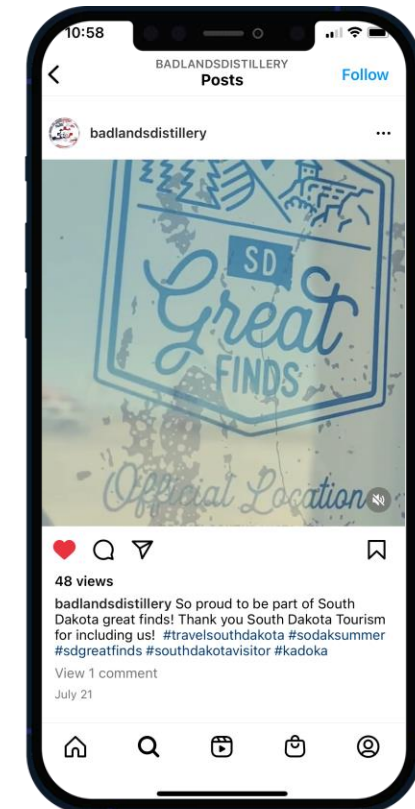 10:58
BADLANDSDISTILLERY
Posts
Follow
badlandsdistillery
SD
Great
FINDS
Official Location
48 views
badlandsdistillery So proud to be part of South
Dakota great finds! Thank you South Dakota Tourism
for including us! #travelsouthdakota #sodaksummer
#sdgreatfinds #southdakotavisitor #kadoka
View 1 comment
July 21